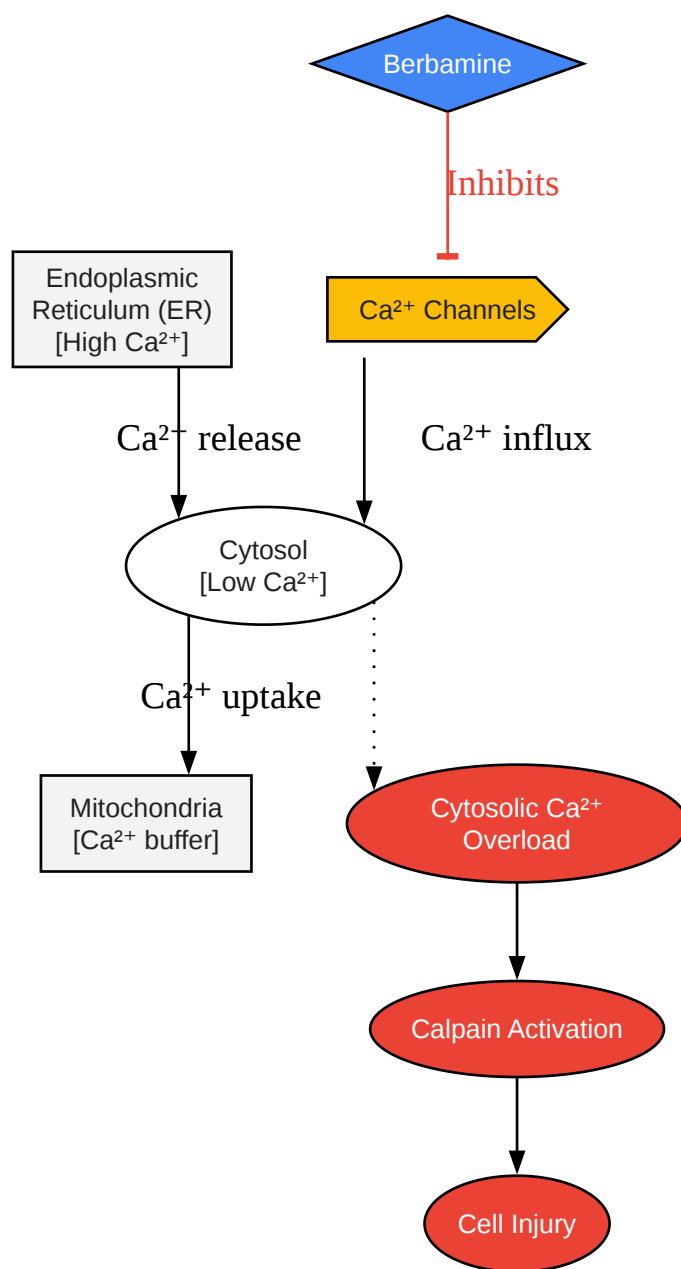 Berbamine
Inhibits
Endoplasmic
Reticulum (ER)
[High Ca²⁺]
Ca²⁺ Channels
Ca²⁺ release
Ca²⁺ influx
Cytosol
[Low Ca²⁺]
Ca²⁺ uptake
Mitochondria
[Ca²⁺ buffer]
Cytosolic Ca²⁺
Overload
Calpain Activation
Cell Injury